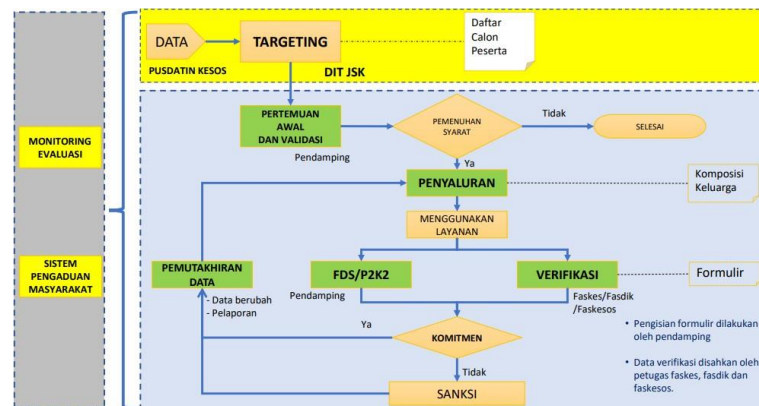 DATA
TARGETING
Daftar
Calon
Peserta
PUSDATIN KESOS
DIT JSK
MONITORING
EVALUASI
SISTEM
PENGADUAN
MASYARAKAT
PERTEMUAN
AWAL
DAN VALIDASI
Pendamping
PEMENUHAN
SYARAT
Tidak
SELESAI
Ya
PENYALURAN
Komposisi
Keluarga
MENGGUNAKAN
LAYANAN
PEMUTAKHIRAN
DATA
- Data berubah
- Pelaporan
FDS/P2K2
Pendamping
VERIFIKASI
Faskes/Fasdik
/Faskesos
Formulir
Ya
KOMITMEN
Tidak
SANKSI
• Pengisian formulir dilakukan
oleh pendamping
• Data verifikasi disahkan oleh
petugas faskes, fasdik dan
faskesos.